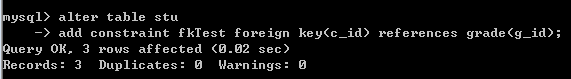 mysql> alter table stu
-> add constraint fkTest foreign key(c_id) references grade(g_id);
Query OK, 3 rows affected (0.02 sec)
Records: 3  Duplicates: 0  Warnings: 0